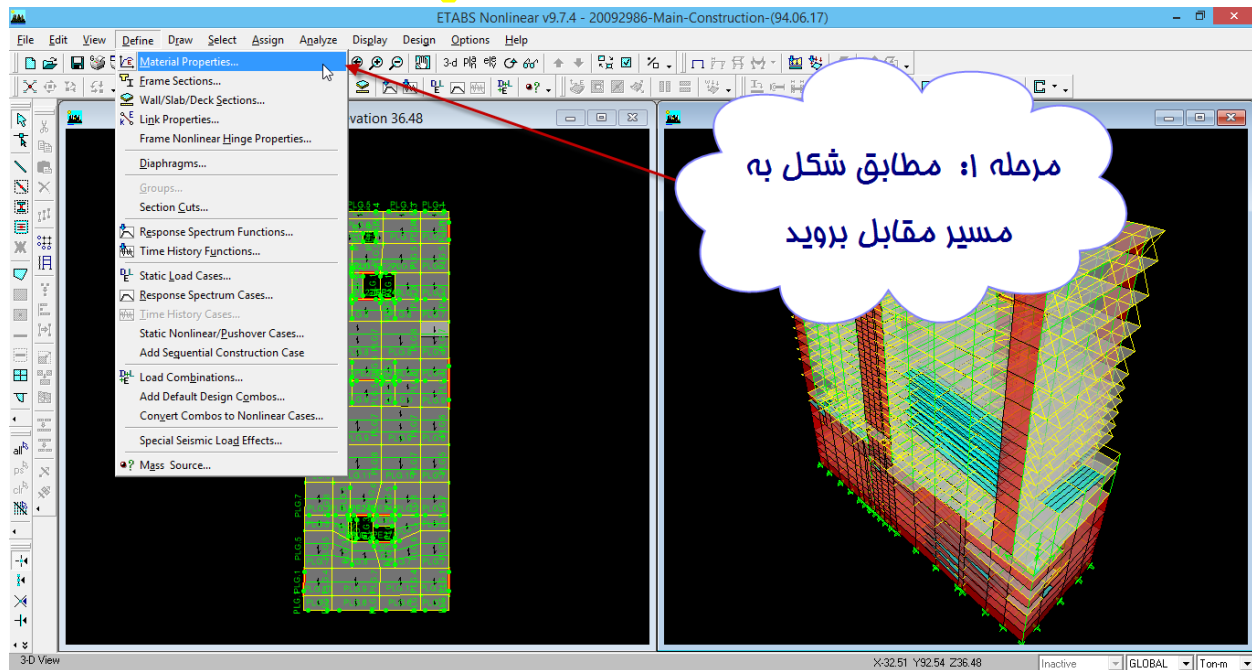 ETABS Nonlinear v9.7.4 - 20092986-Main-Construction-(94.06.17)
File Edit View Define Draw Select Assign Analyze Display Design Options Help
3-d
Material Properties...
Frame Sections...
Wall/Slab/Deck Sections...
Link Properties...
Frame Nonlinear Hinge Properties...
Diaphragms...
Groups...
Section Cuts...
Response Spectrum Functions...
Time History Functions...
Static Load Cases...
Response Spectrum Cases...
Time History Cases...
Static Nonlinear/Pushover Cases...
Add Sequential Construction Case
Load Combinations...
Add Default Design Combos...
Convert Combos to Nonlinear Cases...
Special Seismic Load Effects...
Mass Source...
36.48
مرحله ۱: مطابق شکل به
مسیر مقابل بروید
all
3-D View
X-32.51 Y92.54 Z36.48
Inactive
GLOBAL
Ton-m